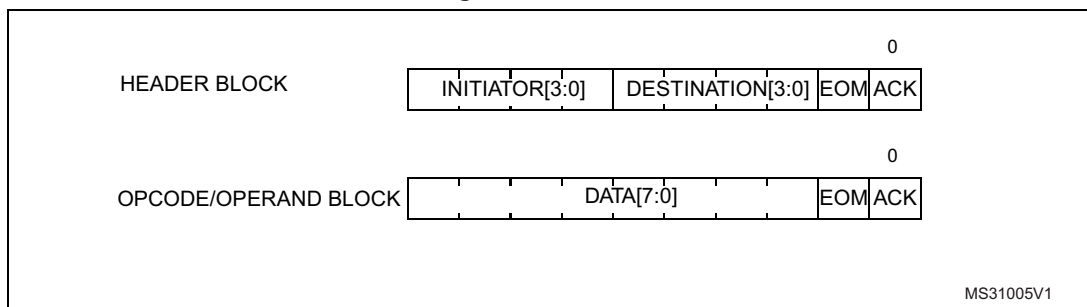 0
HEADER BLOCK INITIATOR[3:0] DESTINATION[3:0] EOM ACK
0
OPCODE/OPERAND BLOCK DATA[7:0] EOM ACK
MS31005V1